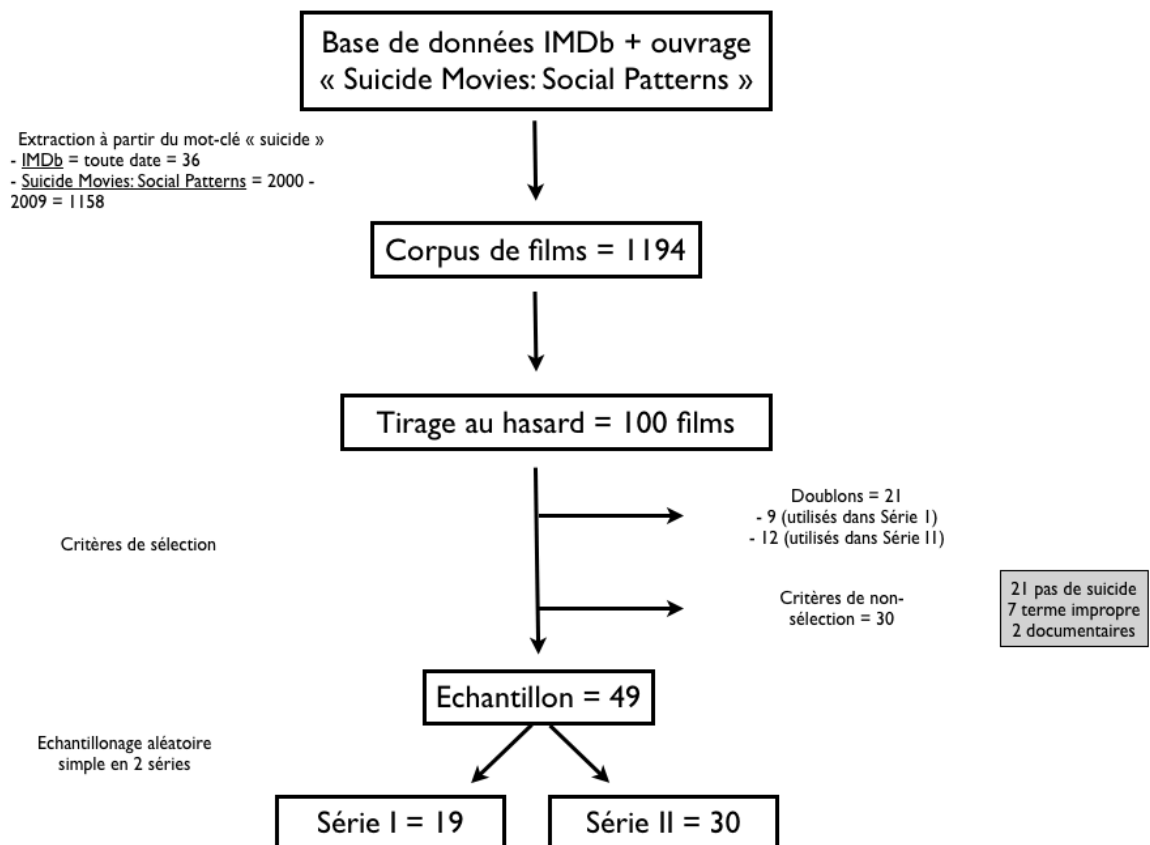 Base de données IMDb + ouvrage
« Suicide Movies: Social Patterns »
Extraction à partir du mot-clé « suicide »
- IMDb = toute date = 36
- Suicide Movies: Social Patterns = 2000 -
2009 = 1158
Corpus de films = 1194
Tirage au hasard = 100 films
Doublons = 21
- 9 (utilisés dans Série I)
- 12 (utilisés dans Série II)
Critères de sélection
Critères de non-
sélection = 30
21 pas de suicide
7 terme impropre
2 documentaires
Echantillon = 49
Echantillonage aléatoire
simple en 2 séries
Série I = 19
Série II = 30